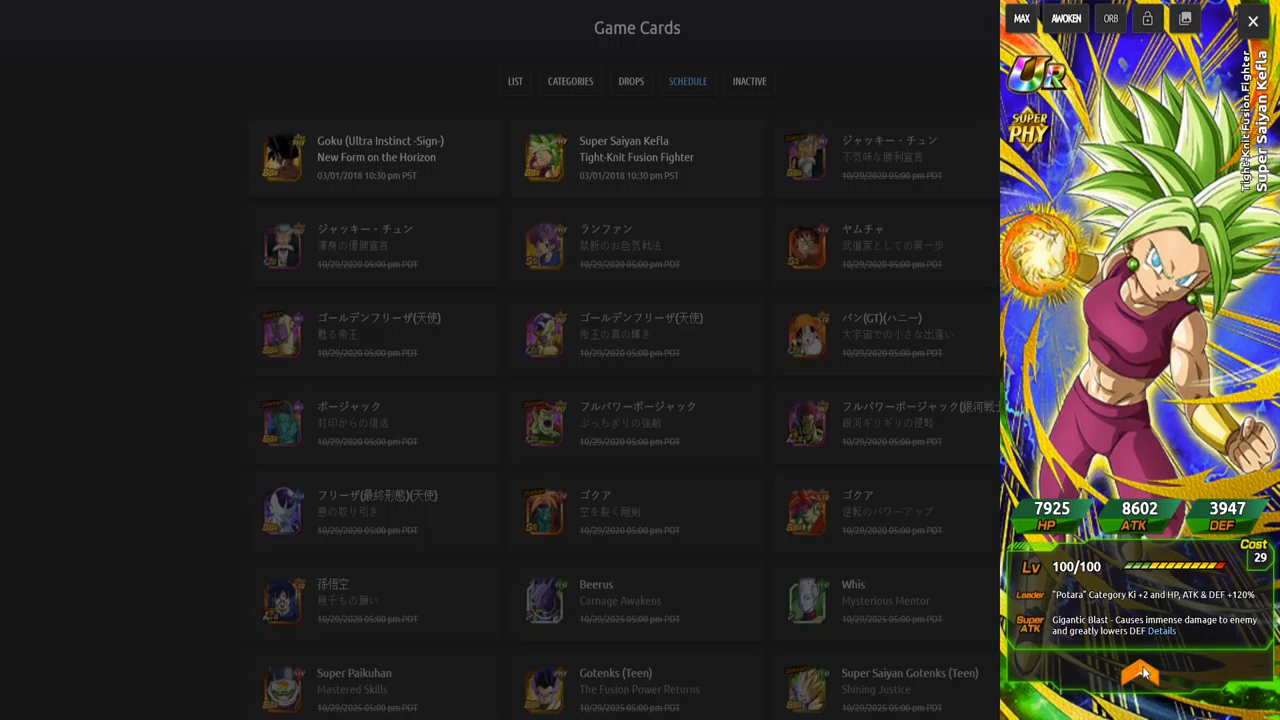 Game Cards
LIST
CATEGORIES
DROPS
SCHEDULE
INACTIVE
Goku (Ultra Instinct -Sign-)
New Form on the Horizon
03/01/2018 10:30 pm PST
Super Saiyan Kefla
Tight-Knit Fusion Fighter
03/01/2018 10:30 pm PST
ジャッキー・チュン
不気味な勝利宣言
10/29/2020 05:00 pm PDT
ジャッキー・チュン
渾身の優勝宣言
10/29/2020 05:00 pm PDT
ランファン
禁断のお色気戦法
10/29/2020 05:00 pm PDT
ヤムチャ
武道家としての第一歩
10/29/2020 05:00 pm PDT
ゴールデンフリーザ(天使)
甦る帝王
10/29/2020 05:00 pm PDT
ゴールデンフリーザ(天使)
帝王の真の輝き
10/29/2020 05:00 pm PDT
パン(GT)(ハニー)
大宇宙での小さな出逢い
10/29/2020 05:00 pm PDT
ボージャック
封印からの復活
10/29/2020 05:00 pm PDT
フルパワーボージャック
ぶっちぎりの強敵
10/29/2020 05:00 pm PDT
フルパワーボージャック(銀河戦士
銀河ギリギリの侵略
10/29/2020 05:00 pm PDT
フリーザ(最終形態)(天使)
悪の取り引き
10/29/2020 05:00 pm PDT
ゴクア
空を裂く剛剣
10/29/2020 05:00 pm PDT
ゴクア
逆転のパワーアップ
10/29/2020 05:00 pm PDT
孫悟空
幾千もの願い
10/29/2020 05:00 pm PDT
Beerus
Carnage Awakens
10/29/2025 05:00 pm PDT
Whis
Mysterious Mentor
10/29/2025 05:00 pm PDT
Super Paikuhan
Mastered Skills
10/29/2025 05:00 pm PDT
Gotenks (Teen)
The Fusion Power Returns
10/29/2025 05:00 pm PDT
Super Saiyan Gotenks (Teen)
Shining Justice
10/29/2025 05:00 pm PDT
MAX
AWOKEN
ORB
UR
SUPER
PHY
Tight-Knit Fusion Fighter
Super Saiyan Kefla
7925
HP
8602
ATK
3947
DEF
Cost
29
Lv 100/100
Leader "Potara" Category Ki +2 and HP, ATK & DEF +120%
Super ATK Gigantic Blast - Causes immense damage to enemy
and greatly lowers DEF Details